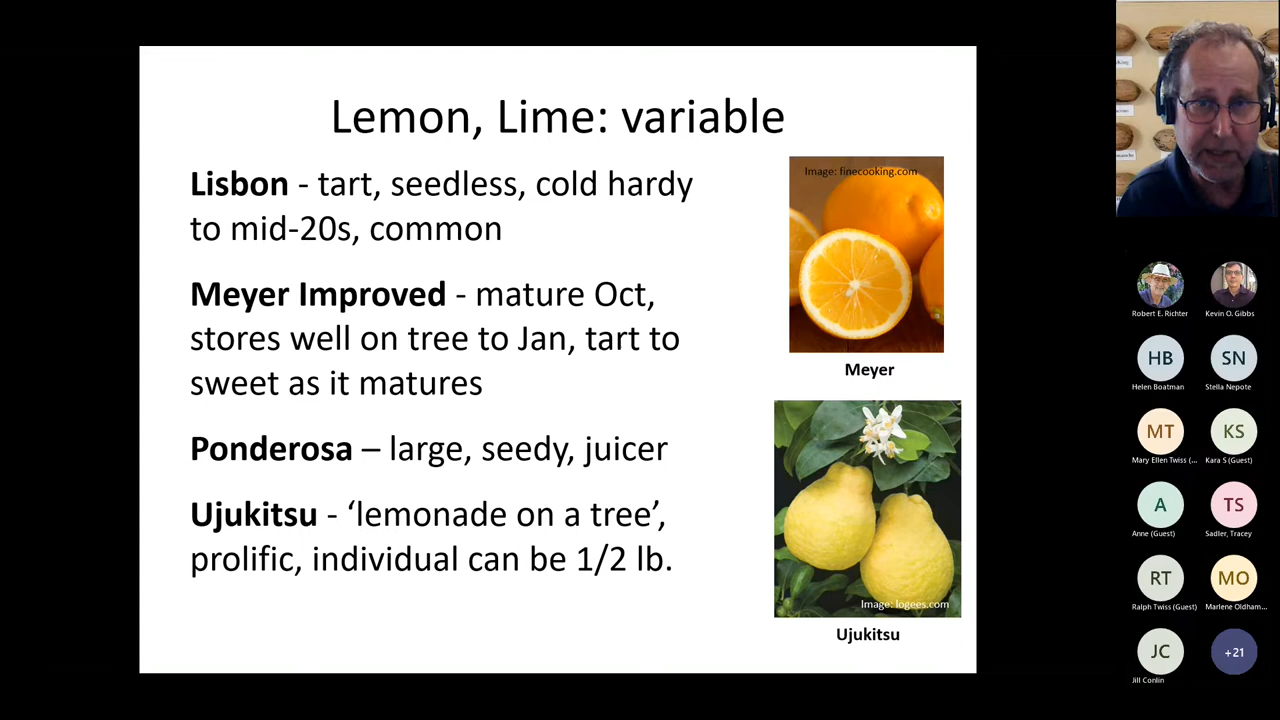 Lemon, Lime: variable
Lisbon - tart, seedless, cold hardy
to mid-20s, common
Meyer Improved - mature Oct,
stores well on tree to Jan, tart to
sweet as it matures
Ponderosa – large, seedy, juicer
Ujukitsu - ‘lemonade on a tree’,
prolific, individual can be 1/2 lb.
Image: finecooking.com
Meyer
Image: logees.com
Ujukitsu
Robert E. Richter
Kevin O. Gibbs
HB
SN
Helen Boatman
Stella Nepote
MT
KS
Mary Ellen Twiss (...
Kara S (Guest)
A
TS
Anne (Guest)
Sadler, Tracey
RT
MO
Ralph Twiss (Guest)
Marlene Oldham...
JC
+21
Jill Conlin